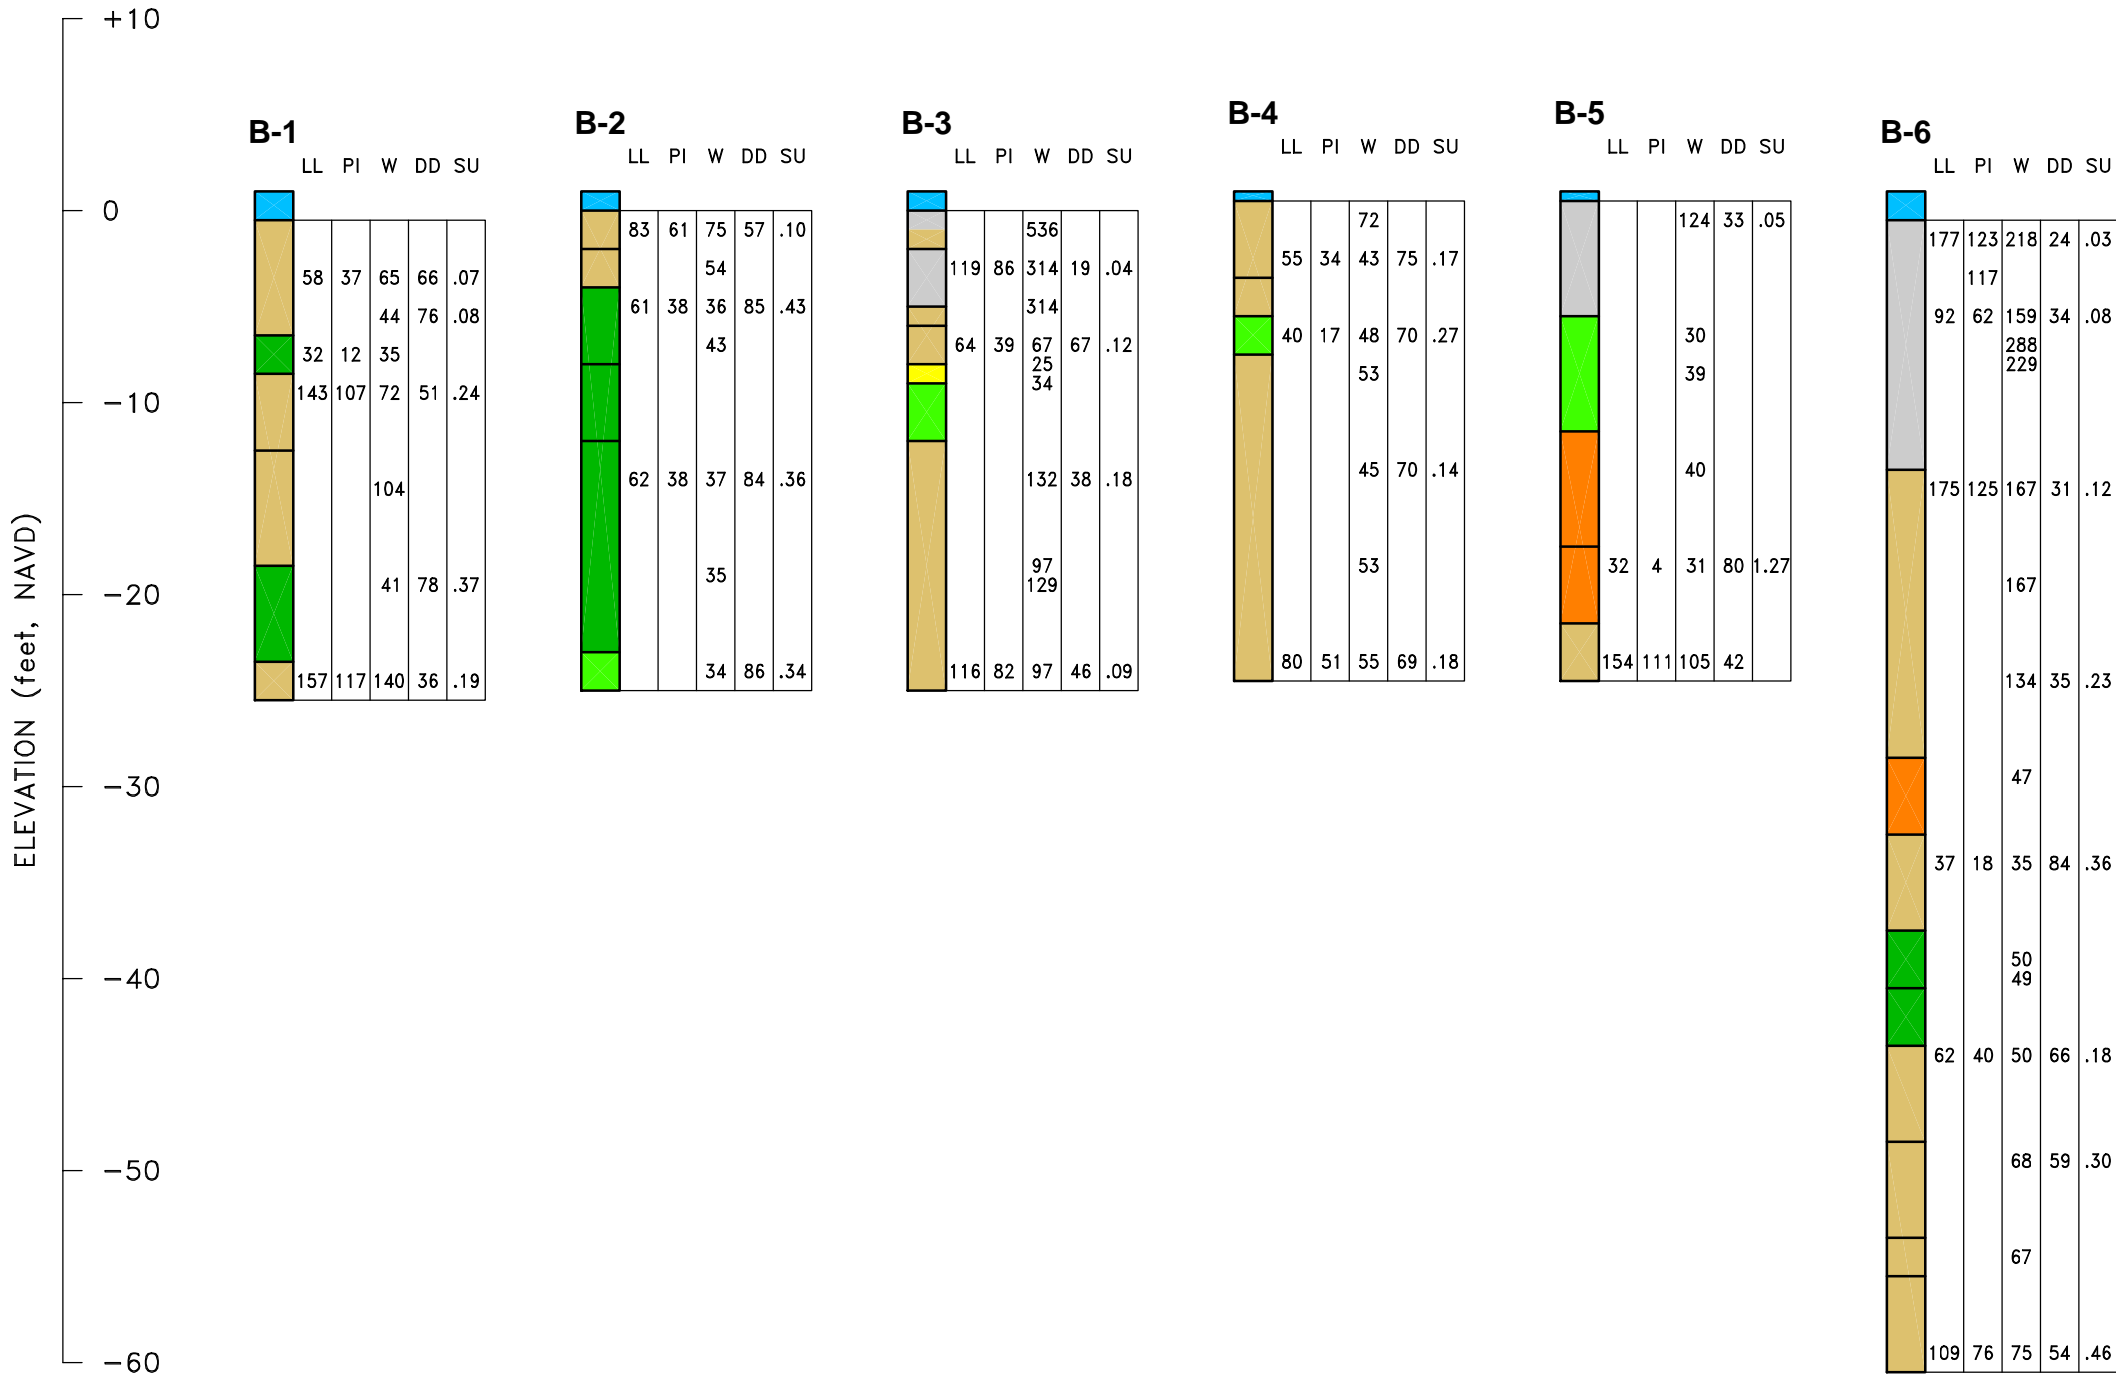 +10
0
−10
−20
−30
−40
−50
−60
ELEVATION (feet, NAVD)
B-1
LL PI W DD SU
58 37 65 66 .07
44 76 .08
32 12 35
143 107 72 51 .24
104
41 78 .37
157 117 140 36 .19
B-2
LL PI W DD SU
83 61 75 57 .10
54
61 38 36 85 .43
43
62 38 37 84 .36
35
34 86 .34
B-3
LL PI W DD SU
536
119 86 314 19 .04
314
64 39 67 67 .12
25
34
132 38 .18
97
129
116 82 97 46 .09
B-4
LL PI W DD SU
72
55 34 43 75 .17
40 17 48 70 .27
53
45 70 .14
53
80 51 55 69 .18
B-5
LL PI W DD SU
124 33 .05
30
39
40
32 4 31 80 1.27
154 111 105 42
B-6
LL PI W DD SU
177 123 218 24 .03
117
92 62 159 34 .08
288
229
175 125 167 31 .12
167
134 35 .23
47
37 18 35 84 .36
50
49
62 40 50 66 .18
68 59 .30
67
109 76 75 54 .46